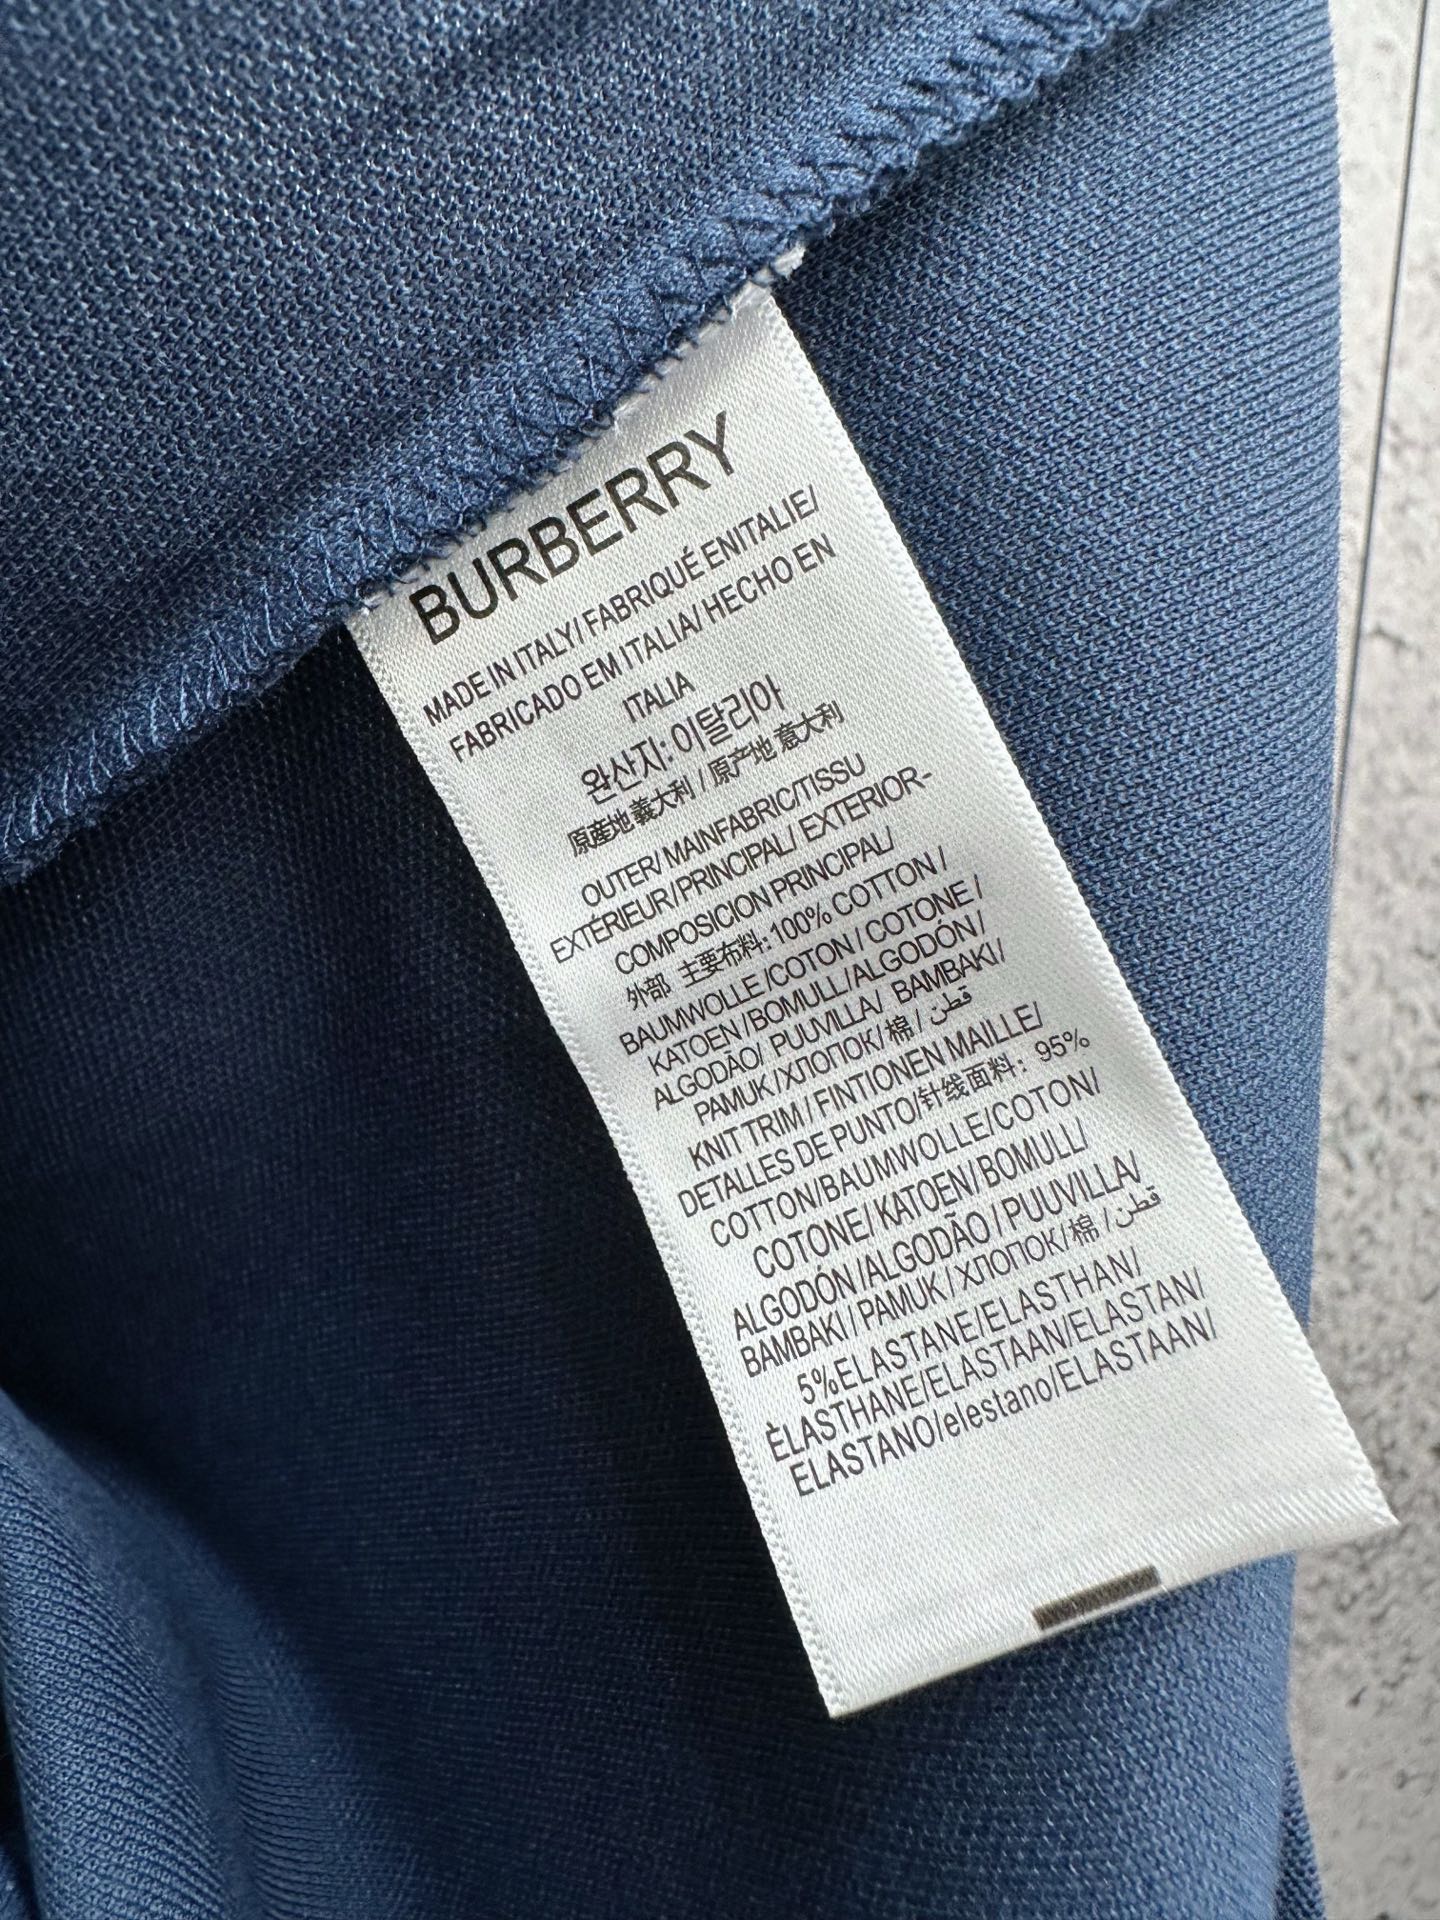 BURBERRY
MADE IN ITALY/ FABRIQUÉ ENITALIE/
FABRICADO EM ITALIA/ HECHO EN
ITALIA
완산지:이탈리아
原產地 義大利 / 原产地 意大利
OUTER/ MAINFABRIC/TISSU
EXTÉRIEUR/PRINCIPAL/ EXTERIOR-
COMPOSICION PRINCIPAL/
外部 主要布料:100% COTTON /
BAUMWOLLE/COTON / COTONE /
KATOEN/BOMULL/ALGODÓN/
ALGODÃO/ PUUVILLA/ BAMBAKI/
PAMUK/ХЛОПОК/棉/ قطن
KNIT TRIM / FINTIONEN MAILLE/
DETALLES DE PUNTO/针线面料: 95%
COTTON/BAUMWOLLE/COTON/
COTONE/ KATOEN/BOMULL/
ALGODÓN /ALGODÃO / PUUVILLA/
BAMBAKI / PAMUK / ХЛОПОК/棉/ قطن
5%ELASTANE/ELASTHAN/
ÈLASTHANE/ELASTAAN/ELASTAN/
ELASTANO/elestano/ELASTAAN/